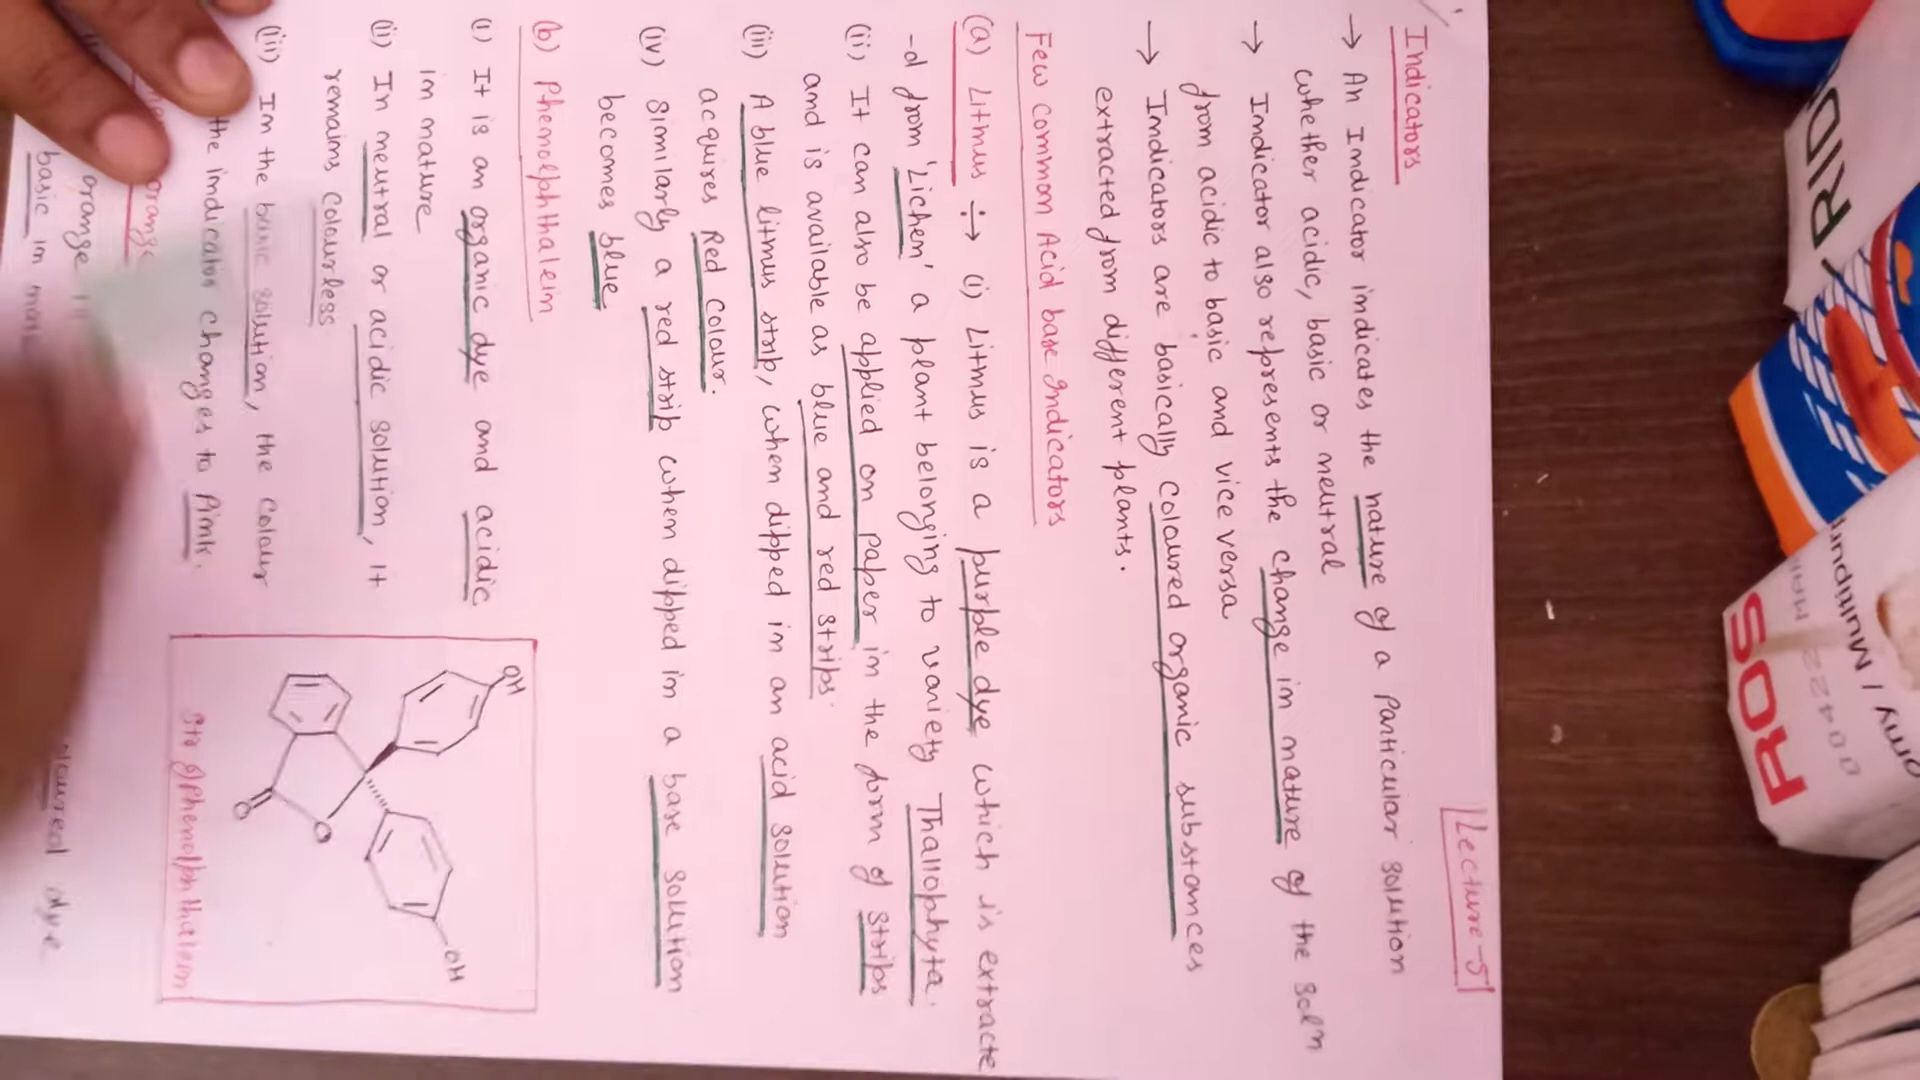 Lecture-5
Indicators
→ An Indicator indicates the nature of a particular solution
whether acidic, basic or neutral
→ Indicator also represents the change in nature of the solⁿ
from acidic to basic and vice versa
→ Indicators are basically coloured organic substances
extracted from different plants.
Few common Acid base Indicators
(a) Litmus ÷→ (i) Litmus is a purple dye which is extracte
-d from 'Lichen' a plant belonging to variety Thallophyta.
(ii) It can also be applied on paper in the form of strips
and is available as blue and red strips.
(iii) A blue litmus strip, when dipped in an acid solution
acquires Red colour.
(iv) Similarly a red strip when dipped in a base solution
becomes blue
(b) Phenolphthalein
(i) It is an organic dye and acidic
in nature
(ii) In neutral or acidic solution, it
remains colourless
(iii) In the basic solution, the colour
the indicator changes to Pink.
OH
OH
O
O
Str of Phenolphthalein
orange
orange
coloured dye
basic in
RID
ROS
Mumbai